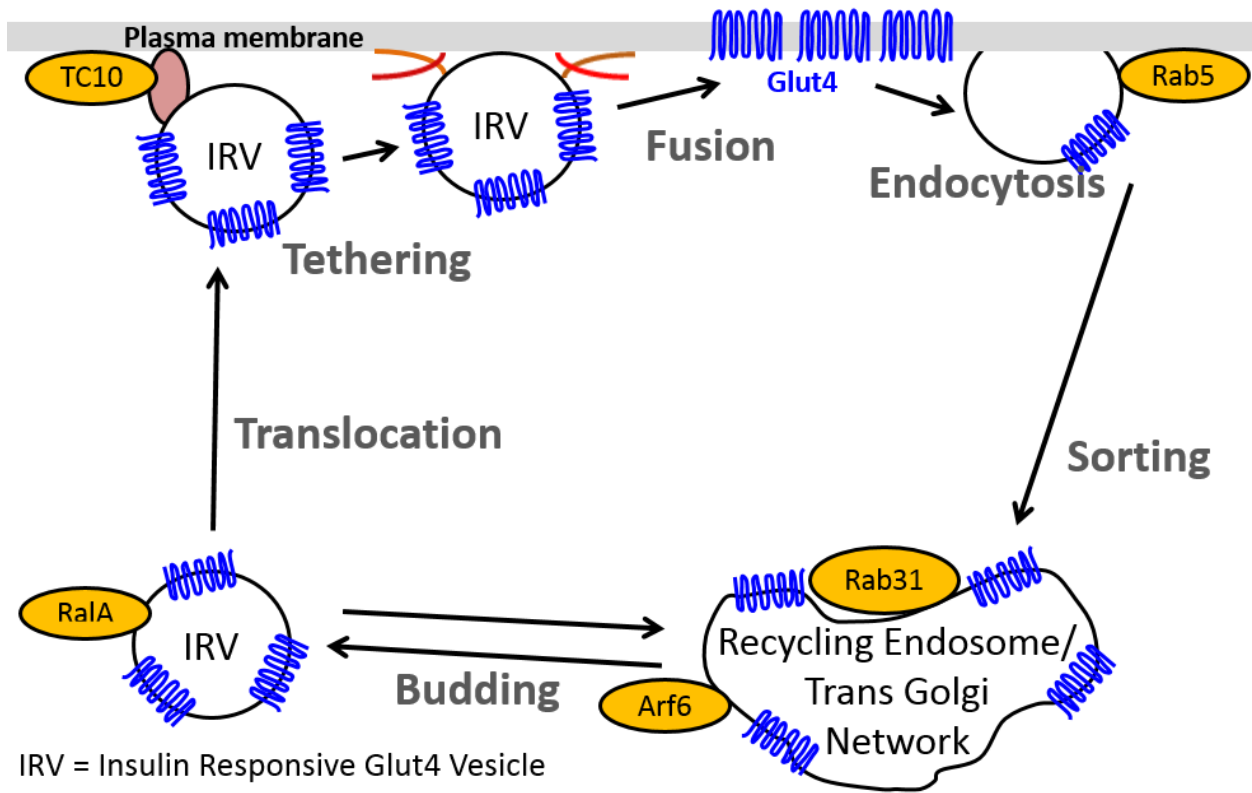 Plasma membrane
TC10
IRV
IRV
Glut4
Rab5
Fusion
Endocytosis
Tethering
Translocation
Sorting
RalA
IRV
Rab31
Recycling Endosome/
Trans Golgi
Network
Budding
Arf6
IRV = Insulin Responsive Glut4 Vesicle